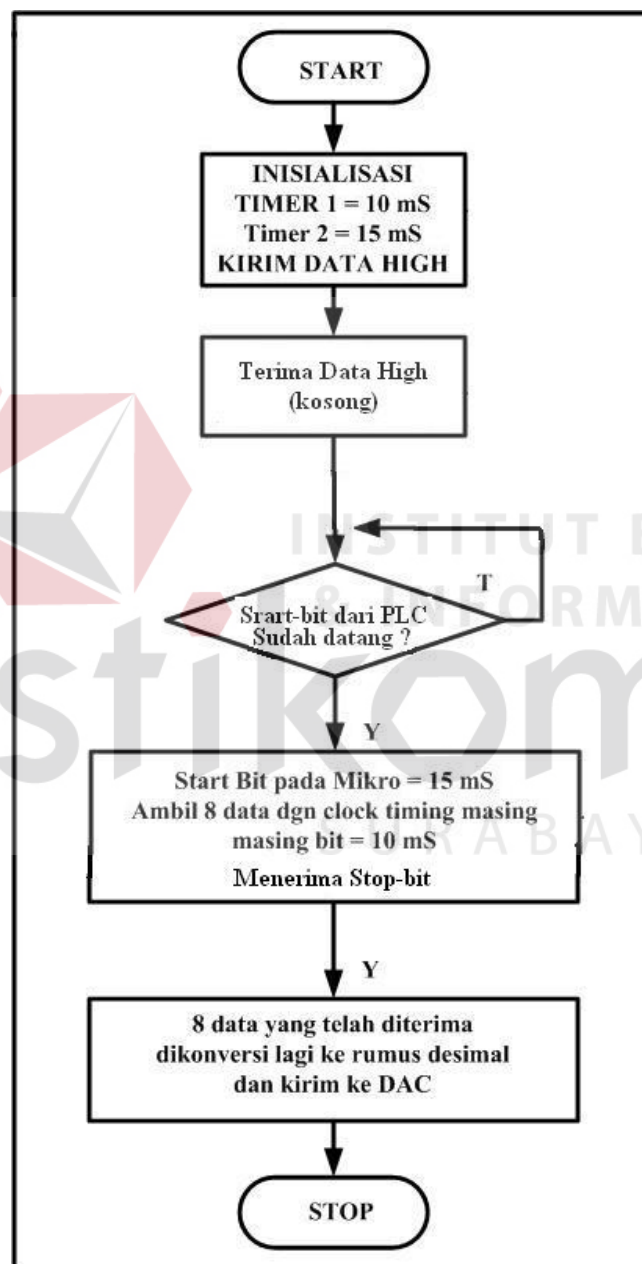 START
INISIALISASI
TIMER 1 = 10 mS
Timer 2 = 15 mS
KIRIM DATA HIGH
Terima Data High
(kosong)
INSTITUT
T
& INFORM
Srart-bit dari PLC
Sudah datang ?
stikom
Y
Start Bit pada Mikro = 15 mS
Ambil 8 data dgn clock timing masing
masing bit = 10 mS
SURABAY
Menerima Stop-bit
Y
8 data yang telah diterima
dikonversi lagi ke rumus desimal
dan kirim ke DAC
STOP